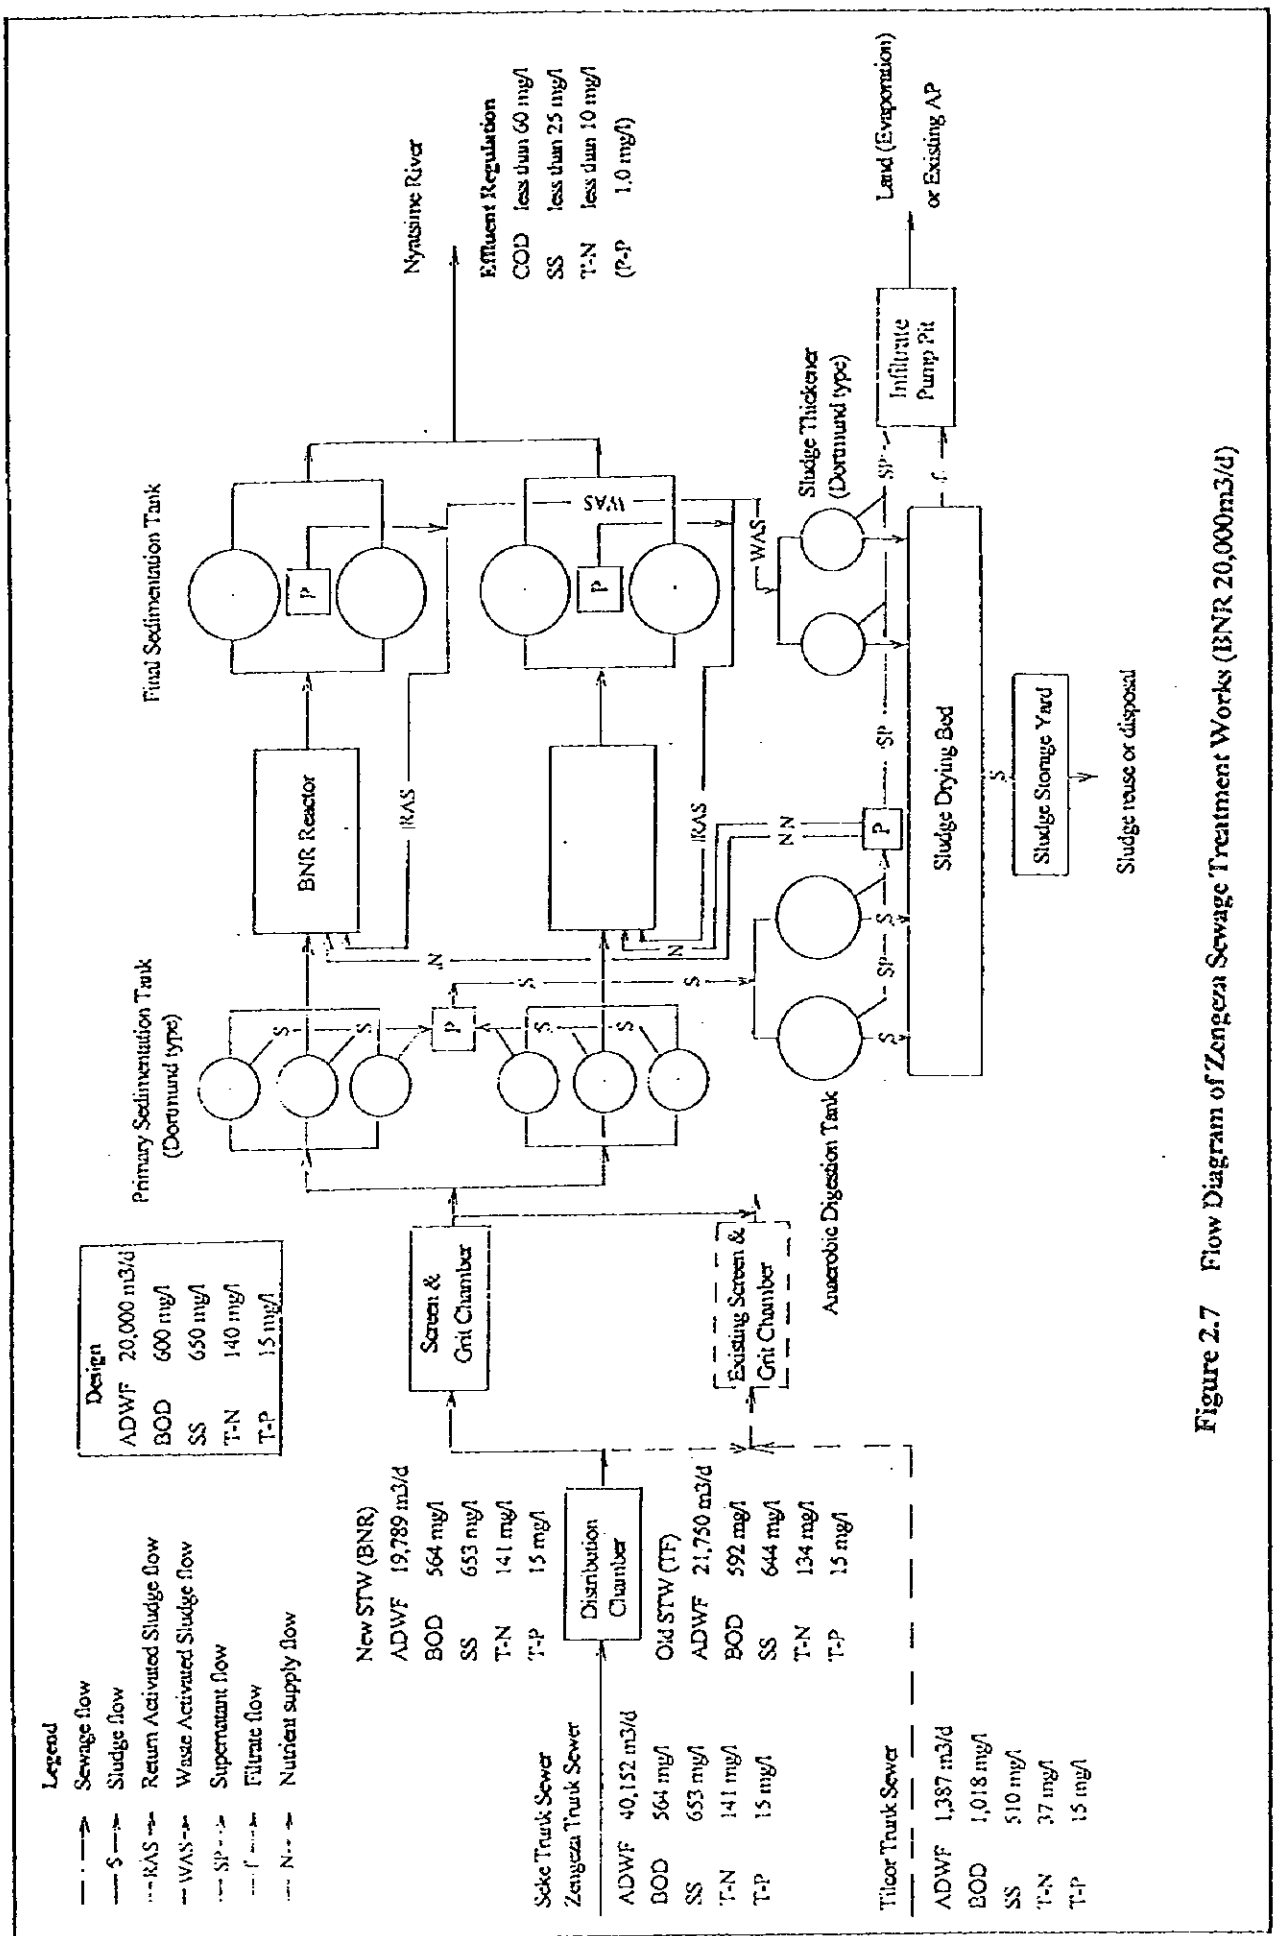 Legend
Sewage flow
S Sludge flow
RAS Return Activated Sludge flow
WAS Waste Activated Sludge flow
SP Supernatant flow
f Filtrate flow
N Nutrient supply flow
Design
ADWF 20,000 m3/d
BOD 600 mg/l
SS 650 mg/l
T-N 140 mg/l
T-P 15 mg/l
Primary Sedimentation Tank
(Dortmund type)
Final Sedimentation Tank
Nyatsime River
Effluent Regulation
COD less than 60 mg/l
SS less than 25 mg/l
T-N less than 10 mg/l
(P-P 1.0 mg/l)
New STW (BNR)
ADWF 19,789 m3/d
BOD 564 mg/l
SS 653 mg/l
T-N 141 mg/l
T-P 15 mg/l
Screen &
Grit Chamber
BNR Reactor
P
P
P
S
S
S
S
S
RAS
RAS
WAS
WAS
N
N
N
N
Seke Trunk Sewer
Zengeza Trunk Sewer
ADWF 40,152 m3/d
BOD 564 mg/l
SS 653 mg/l
T-N 141 mg/l
T-P 15 mg/l
Distribution
Chamber
Old STW (TF)
ADWF 21,750 m3/d
BOD 592 mg/l
SS 644 mg/l
T-N 134 mg/l
T-P 15 mg/l
Existing Screen &
Grit Chamber
Anaerobic Digestion Tank
S
S
S
SP
P
SP
SP
Sludge Thickener
(Dortmund type)
Infiltrate
Pump Pit
f
Land (Evaporation)
or Existing AP
Tilcor Trunk Sewer
ADWF 1,387 m3/d
BOD 1,018 mg/l
SS 510 mg/l
T-N 37 mg/l
T-P 15 mg/l
Sludge Drying Bed
S
Sludge Storage Yard
Sludge reuse or disposal
Figure 2.7 Flow Diagram of Zengeza Sewage Treatment Works (BNR 20,000m3/d)